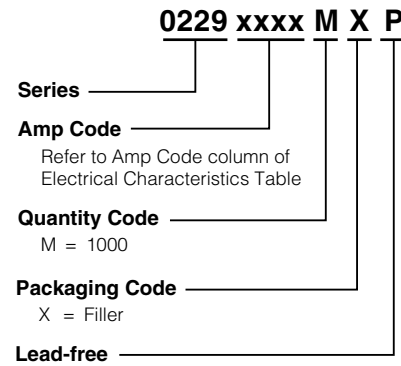 0229 xxxx M X P
Series
Amp Code
Refer to Amp Code column of
Electrical Characteristics Table
Quantity Code
M = 1000
Packaging Code
X = Filler
Lead-free